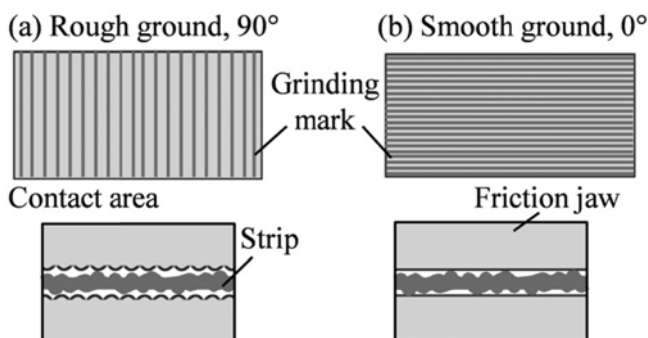 (a) Rough ground, 90°
(b) Smooth ground, 0°
Grinding
mark
Contact area
Friction jaw
Strip